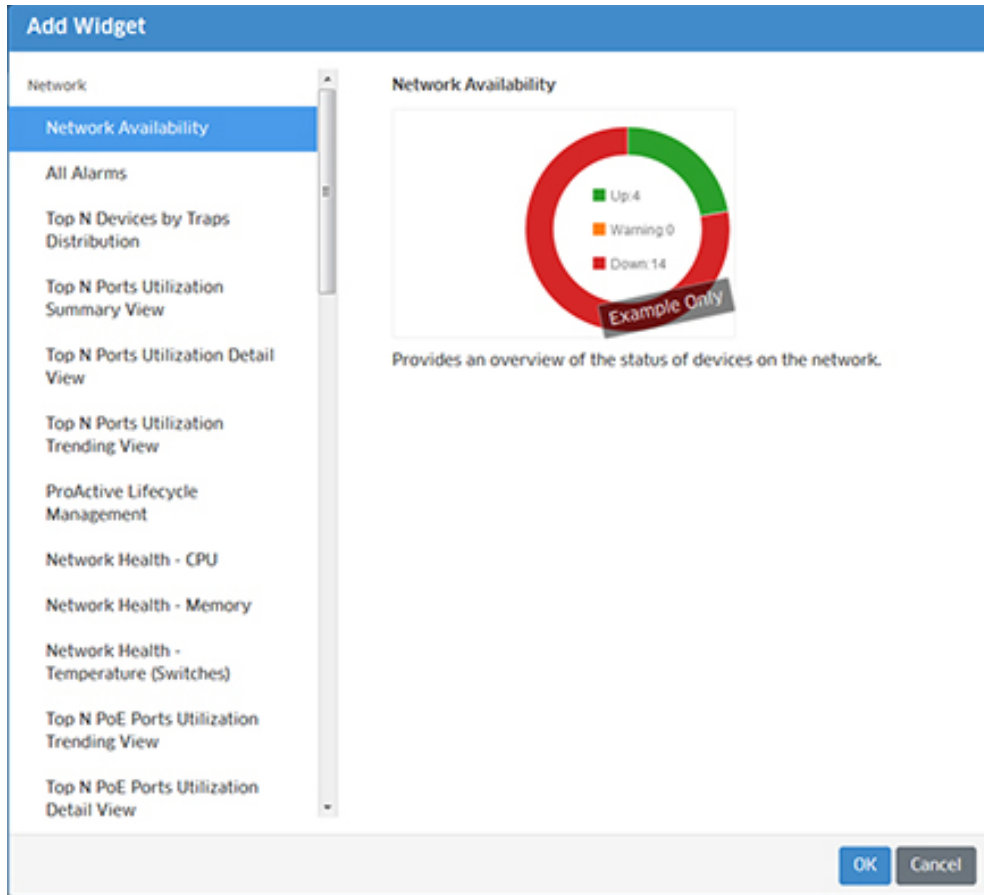 Add Widget
Network
Network Availability
All Alarms
Top N Devices by Traps
Distribution
Top N Ports Utilization
Summary View
Top N Ports Utilization Detail
View
Top N Ports Utilization
Trending View
ProActive Lifecycle
Management
Network Health - CPU
Network Health - Memory
Network Health -
Temperature (Switches)
Top N PoE Ports Utilization
Trending View
Top N PoE Ports Utilization
Detail View
Network Availability
Up:4
Warning:0
Down:14
Example Only
Provides an overview of the status of devices on the network.
OK
Cancel